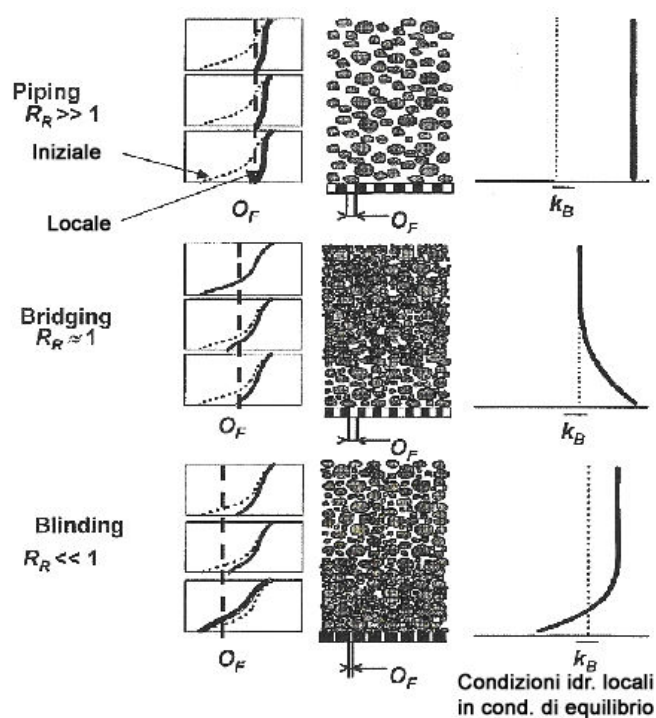 Piping
R_R >> 1
Iniziale
Locale
O_F
O_F
k_B
Bridging
R_R ≈ 1
O_F
O_F
k_B
Blinding
R_R << 1
O_F
O_F
k_B
Condizioni idr. locali
in cond. di equilibrio